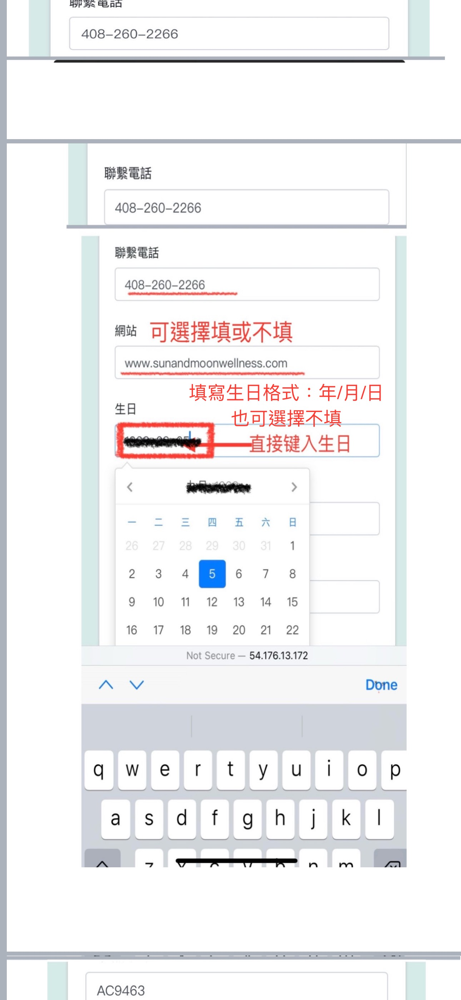 聯繫電話
408-260-2266
聯繫電話
408-260-2266
聯繫電話
408-260-2266
網站 可選擇填或不填
www.sunandmoonwellness.com
填寫生日格式：年/月/日
生日
也可選擇不填
直接键入生日
一 二 三 四 五 六 日
26 27 28 29 30 31 1
2 3 4 5 6 7 8
9 10 11 12 13 14 15
16 17 18 19 20 21 22
Not Secure — 54.176.13.172
Done
q w e r t y u i o p
a s d f g h j k l
z x c v b n m
AC9463